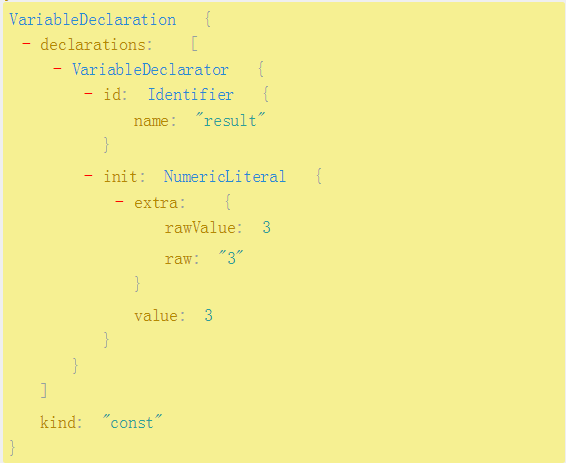 VariableDeclaration {
- declarations: [
- VariableDeclarator {
- id: Identifier {
name: "result"
}
- init: NumericLiteral {
- extra: {
rawValue: 3
raw: "3"
}
value: 3
}
}
]
kind: "const"
}